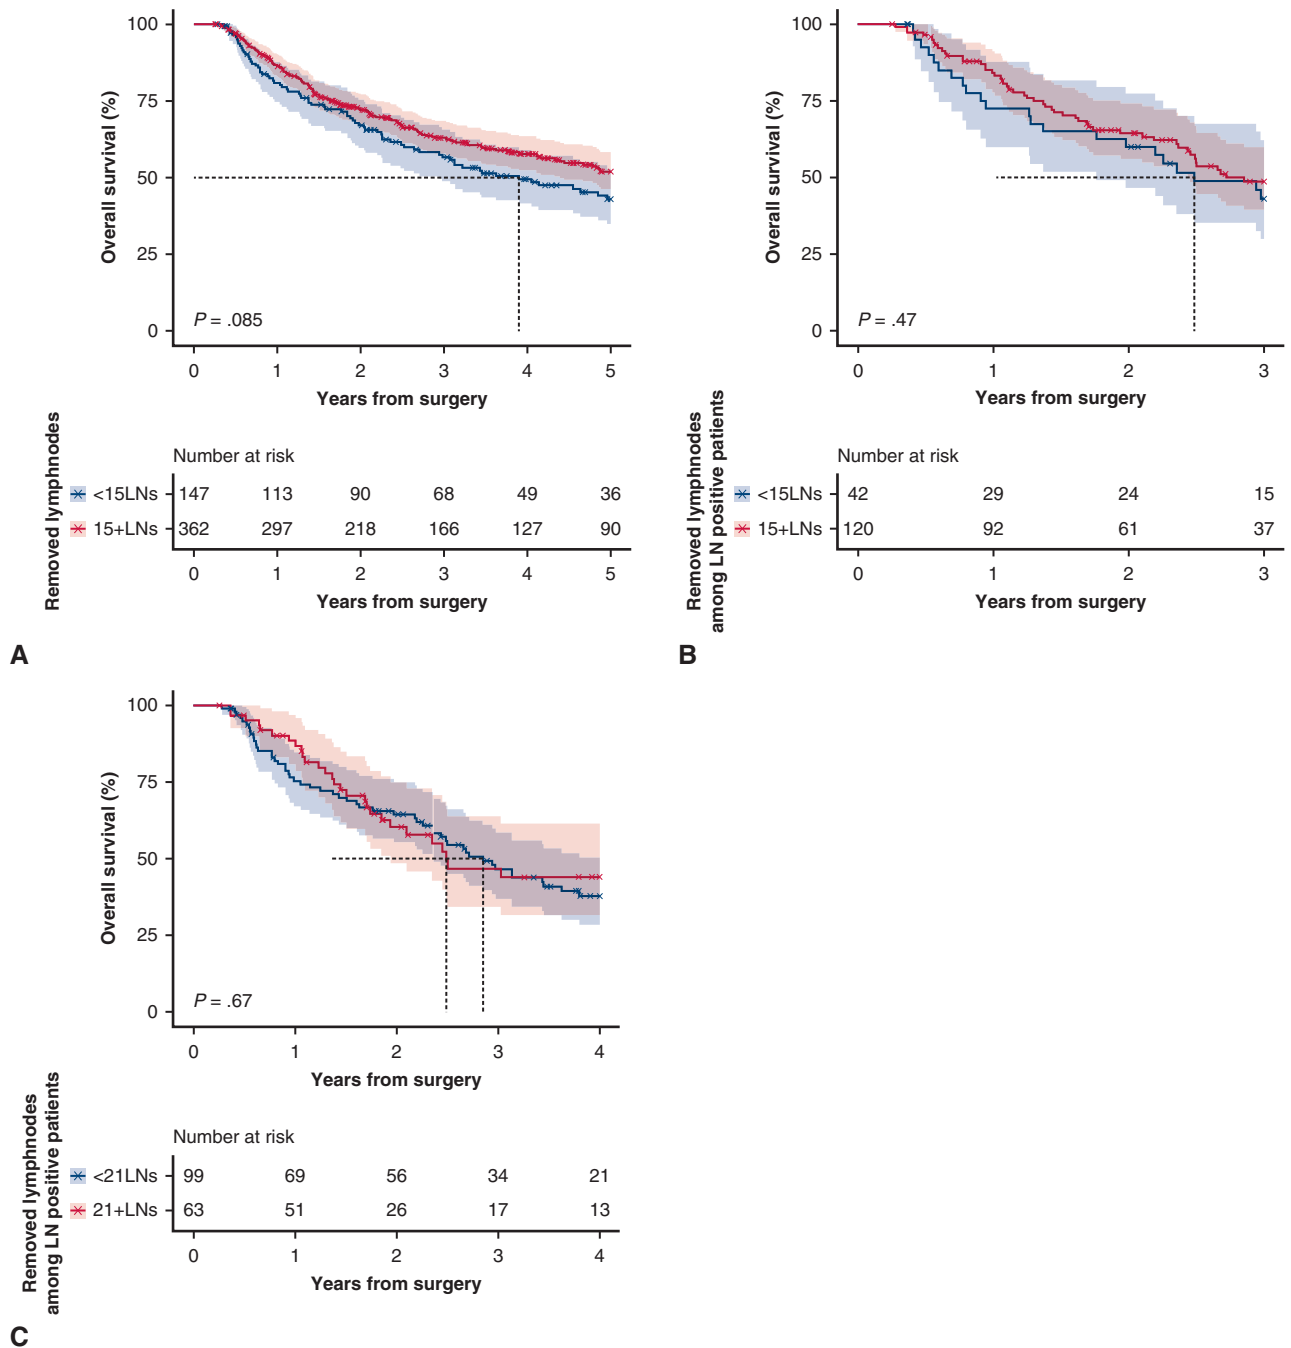 100
75
50
25
0
Overall survival (%)
P = .085
0 1 2 3 4 5
Years from surgery
Removed lymphnodes
Number at risk
<15LNs 147 113 90 68 49 36
15+LNs 362 297 218 166 127 90
0 1 2 3 4 5
Years from surgery
A
100
75
50
25
0
Overall survival (%)
P = .47
0 1 2 3
Years from surgery
Removed lymphnodes
among LN positive patients
Number at risk
<15LNs 42 29 24 15
15+LNs 120 92 61 37
0 1 2 3
Years from surgery
B
100
75
50
25
0
Overall survival (%)
P = .67
0 1 2 3 4
Years from surgery
Removed lymphnodes
among LN positive patients
Number at risk
<21LNs 99 69 56 34 21
21+LNs 63 51 26 17 13
0 1 2 3 4
Years from surgery
C